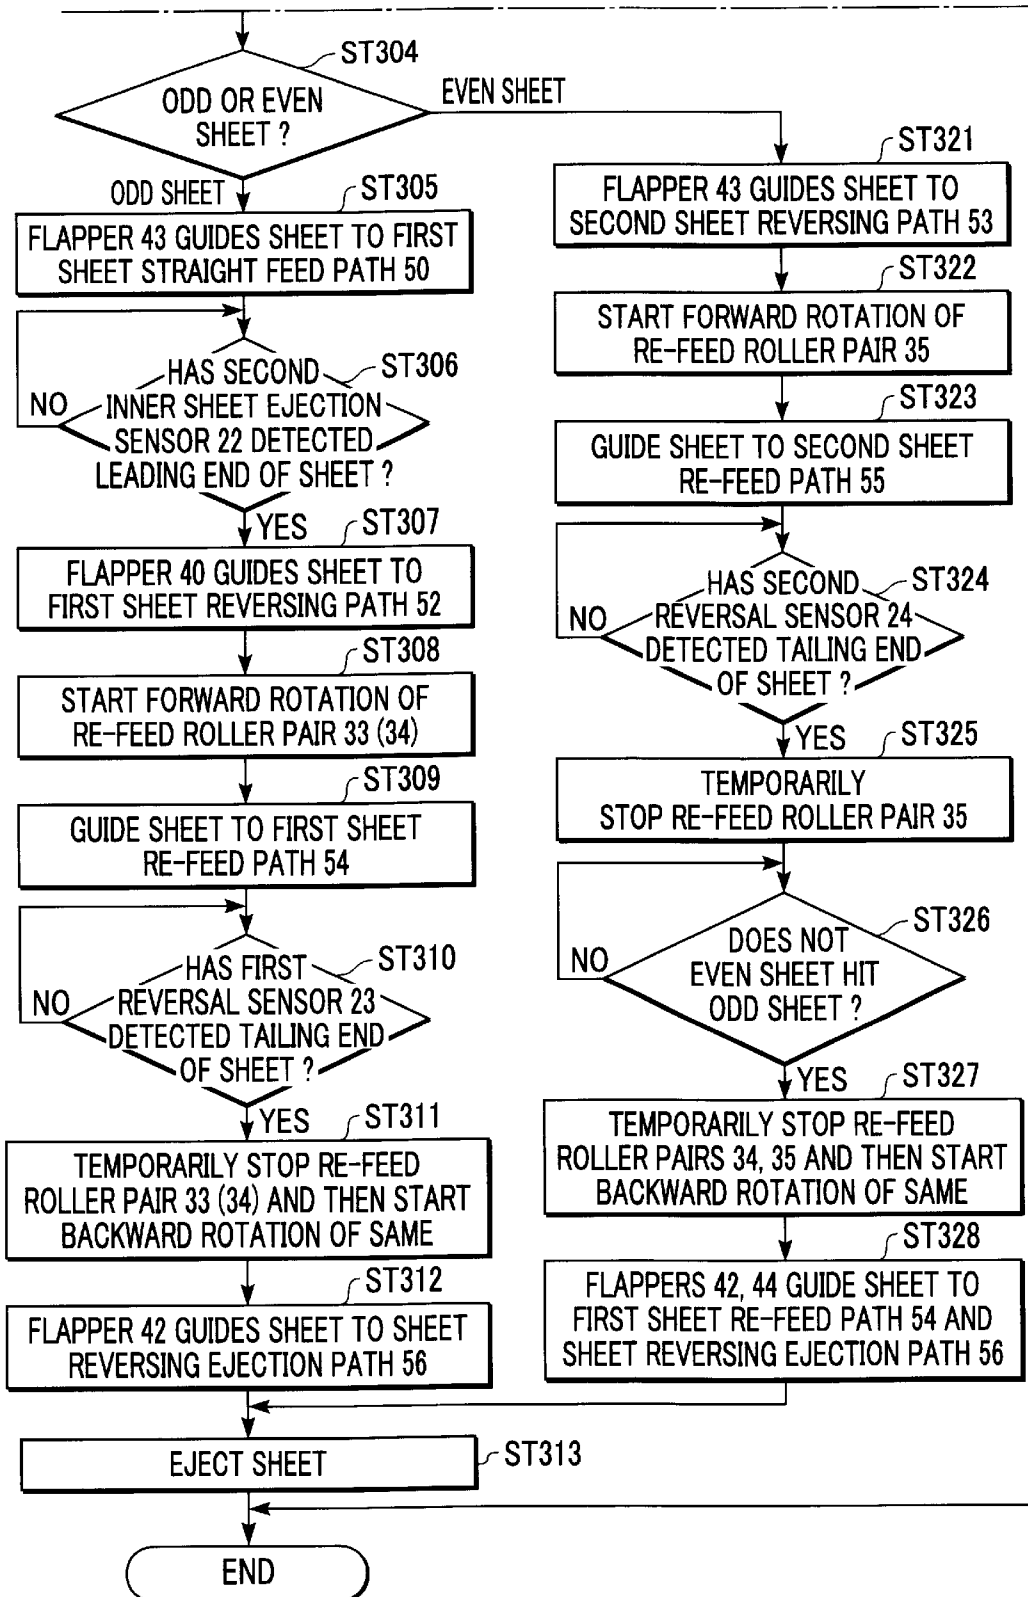 ST304
ODD OR EVEN
SHEET ?
EVEN SHEET
ODD SHEET
ST305
FLAPPER 43 GUIDES SHEET TO FIRST
SHEET STRAIGHT FEED PATH 50
ST306
HAS SECOND
INNER SHEET EJECTION
SENSOR 22 DETECTED
LEADING END OF SHEET ?
NO
YES
ST307
FLAPPER 40 GUIDES SHEET TO
FIRST SHEET REVERSING PATH 52
ST308
START FORWARD ROTATION OF
RE-FEED ROLLER PAIR 33 (34)
ST309
GUIDE SHEET TO FIRST SHEET
RE-FEED PATH 54
ST310
HAS FIRST
REVERSAL SENSOR 23
DETECTED TAILING END
OF SHEET ?
NO
YES
ST311
TEMPORARILY STOP RE-FEED
ROLLER PAIR 33 (34) AND THEN START
BACKWARD ROTATION OF SAME
ST312
FLAPPER 42 GUIDES SHEET TO SHEET
REVERSING EJECTION PATH 56
ST321
FLAPPER 43 GUIDES SHEET TO
SECOND SHEET REVERSING PATH 53
ST322
START FORWARD ROTATION OF
RE-FEED ROLLER PAIR 35
ST323
GUIDE SHEET TO SECOND SHEET
RE-FEED PATH 55
ST324
HAS SECOND
REVERSAL SENSOR 24
DETECTED TAILING END
OF SHEET ?
NO
YES
ST325
TEMPORARILY
STOP RE-FEED ROLLER PAIR 35
ST326
DOES NOT
EVEN SHEET HIT
ODD SHEET ?
NO
YES
ST327
TEMPORARILY STOP RE-FEED
ROLLER PAIRS 34, 35 AND THEN START
BACKWARD ROTATION OF SAME
ST328
FLAPPERS 42, 44 GUIDE SHEET TO
FIRST SHEET RE-FEED PATH 54 AND
SHEET REVERSING EJECTION PATH 56
EJECT SHEET
ST313
END